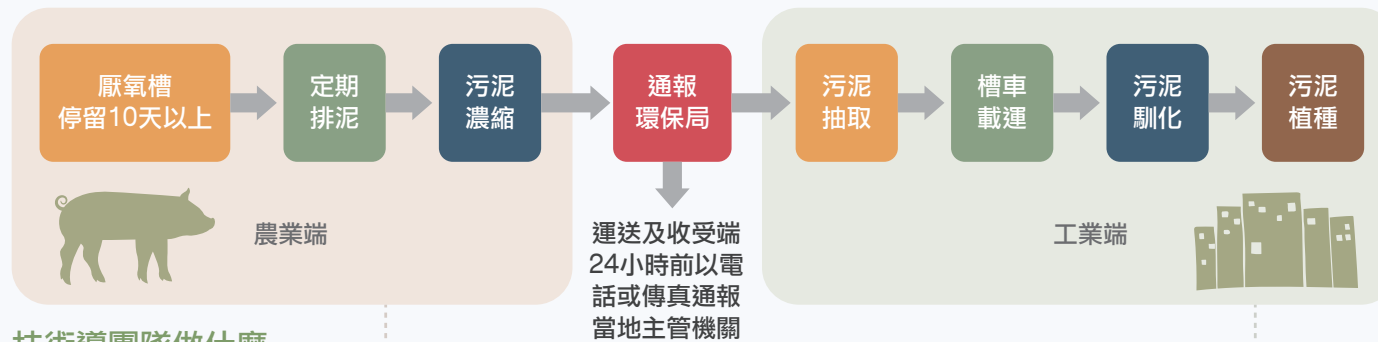 厭氧槽
停留10天以上
定期
排泥
污泥
濃縮
通報
環保局
污泥
抽取
槽車
載運
污泥
馴化
污泥
植種
農業端
運送及收受端
24小時前以電
話或傳真通報
當地主管機關
工業端